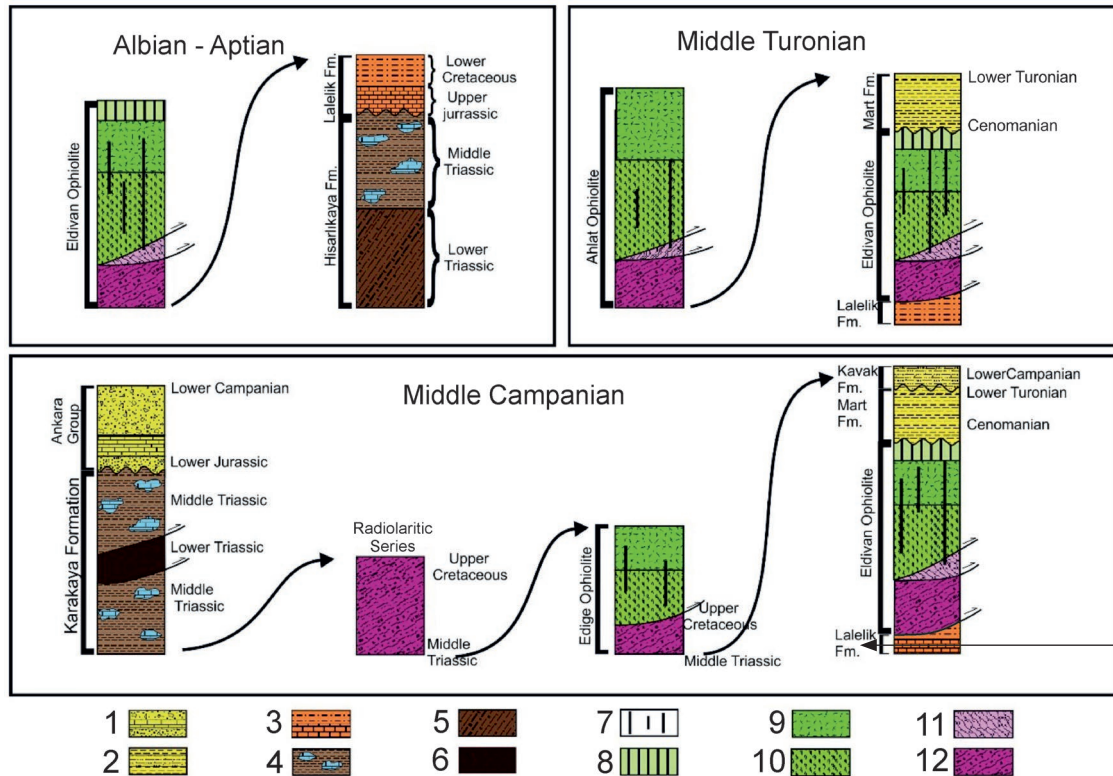 Albian - Aptian
Eldivan Ophiolite
Lalelik Fm.
Hisarlıkaya Fm.
Lower
Cretaceous
Upper
jurrassic
Middle
Triassic
Lower
Triassic
Middle Turonian
Ahlat Ophiolite
Mart Fm.
Eldivan Ophiolite
Lalelik
Fm.
Lower Turonian
Cenomanian
Middle Campanian
Ankara
Group
Karakaya Formation
Lower Campanian
Lower Jurassic
Middle Triassic
Lower Triassic
Middle
Triassic
Radiolaritic
Series
Upper
Cretaceous
Middle
Triassic
Edige Ophiolite
Upper
Cretaceous
Middle Triassic
Kavak
Fm.
Mart
Fm.
Eldivan Ophiolite
Lalelik
Fm.
LowerCampanian
Lower Turonian
Cenomanian
1
3
5
7
9
11
2
4
6
8
10
12